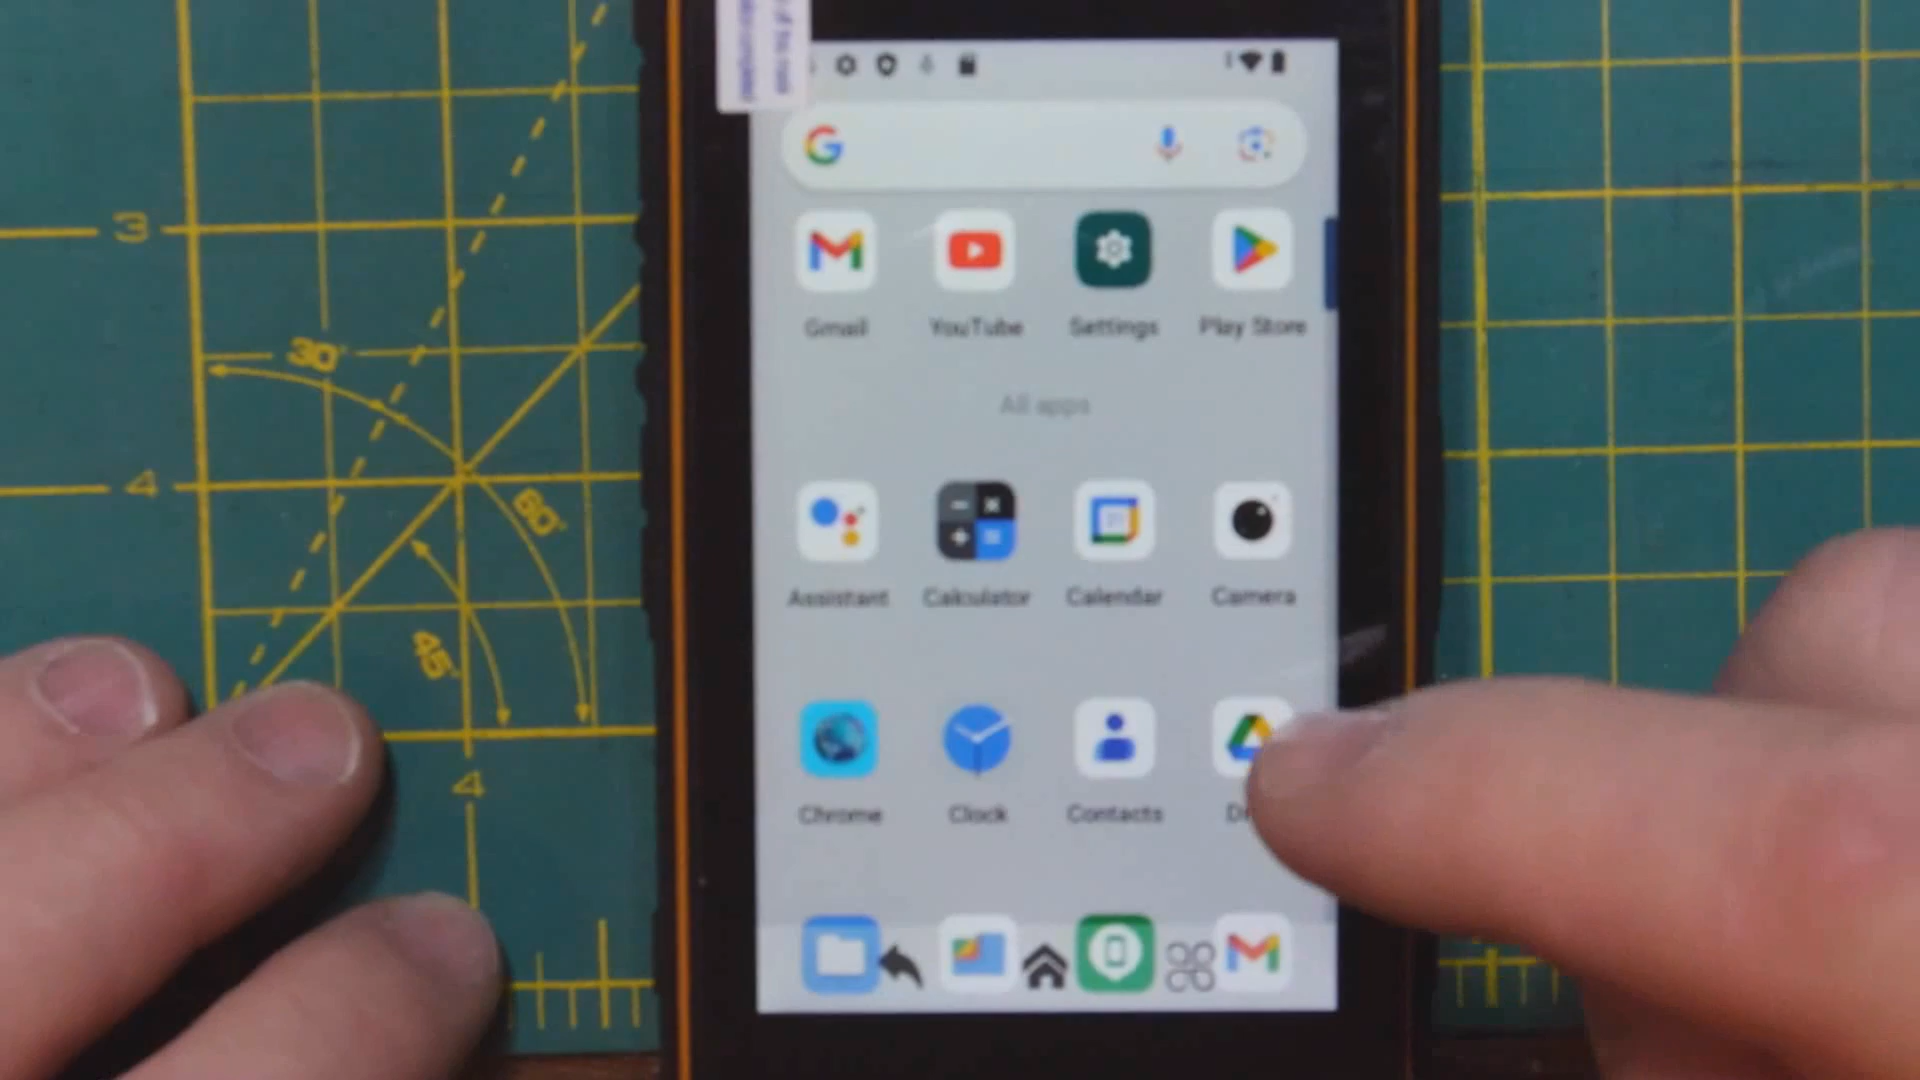 Gmail YouTube Settings Play Store
All apps
Assistant Calculator Calendar Camera
Chrome Clock Contacts
3
30°
4
60°
45°
4